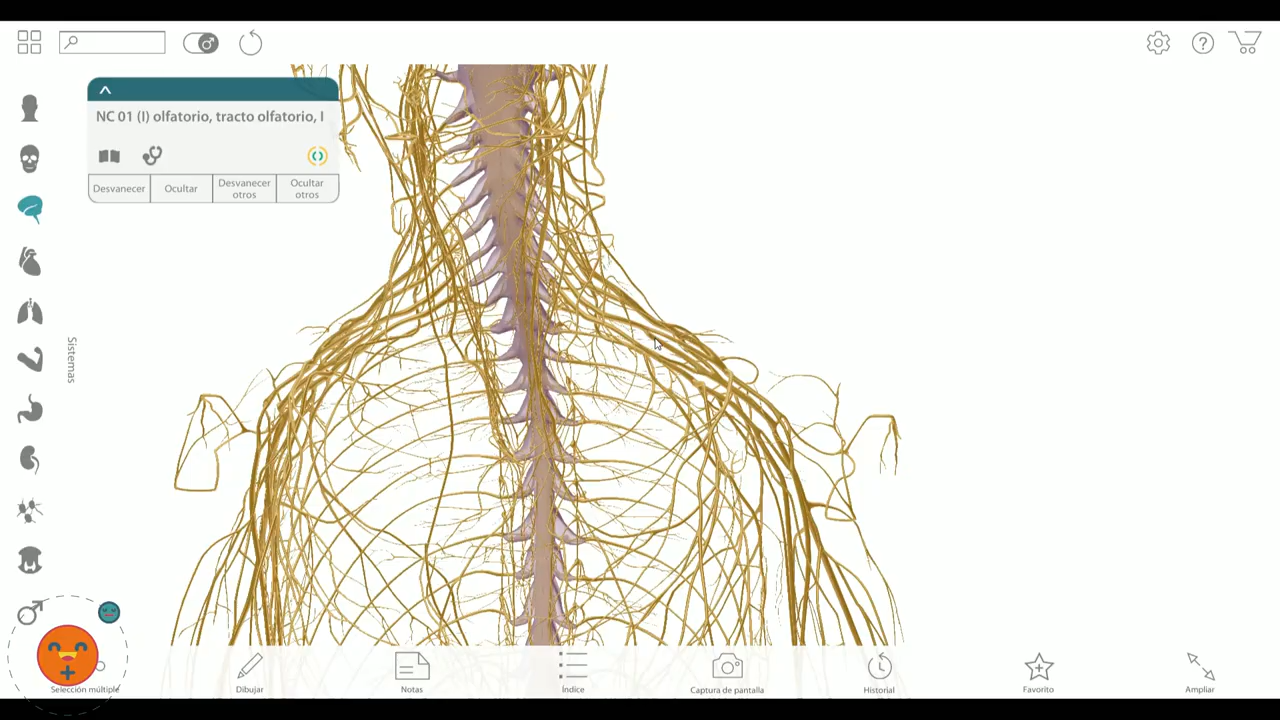 NC 01 (I) olfatorio, tracto olfatorio, I
Desvanecer
Ocultar
Desvanecer
otros
Ocultar
otros
Sistemas
Selección múltiple
Dibujar
Notas
Índice
Captura de pantalla
Historial
Favorito
Ampliar